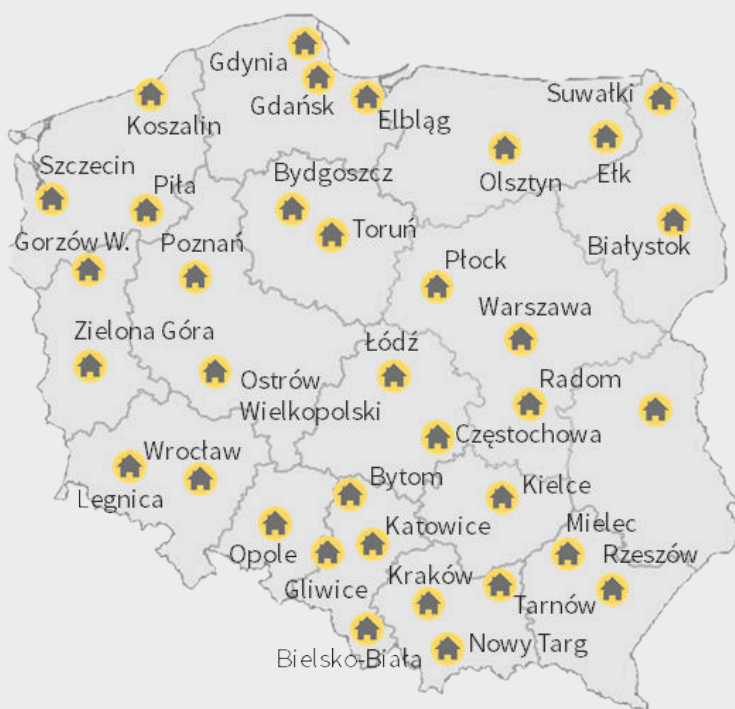 Gdynia
Gdańsk
Koszalin
Elbląg
Suwałki
Szczecin
Piła
Bydgoszcz
Olsztyn
Ełk
Toruń
Gorzów W.
Poznań
Białystok
Płock
Zielona Góra
Warszawa
Łódź
Ostrów
Wielkopolski
Radom
Częstochowa
Wrocław
Legnica
Bytom
Kielce
Opole
Katowice
Mielec
Gliwice
Kraków
Rzeszów
Tarnów
Bielsko-Biała
Nowy Targ